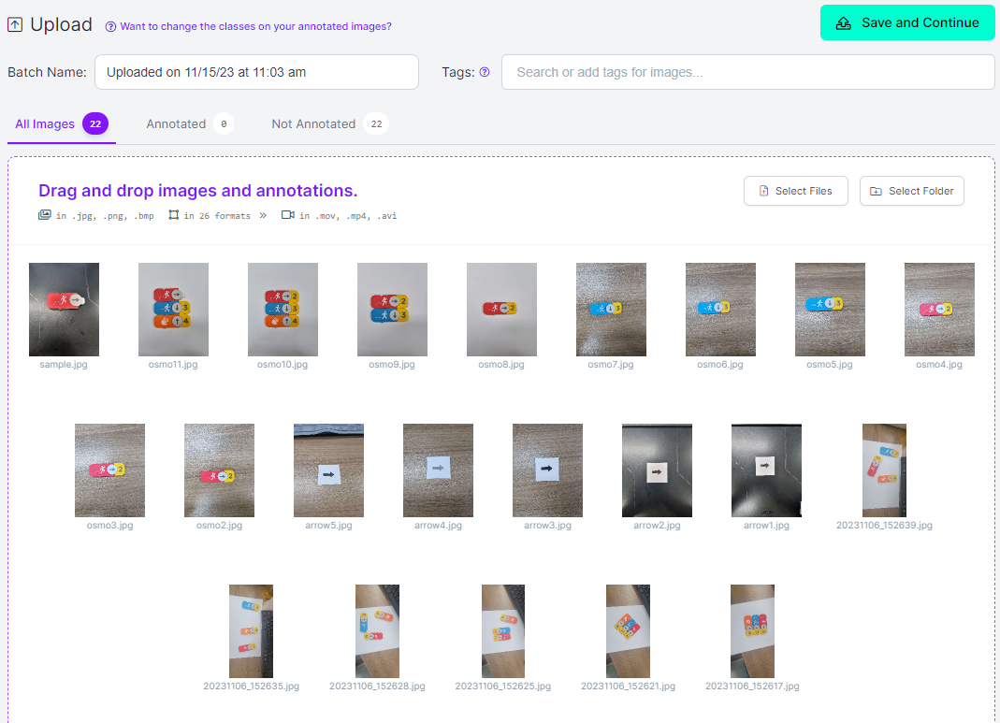 Upload
Want to change the classes on your annotated images?
Save and Continue
Batch Name:
Uploaded on 11/15/23 at 11:03 am
Tags:
Search or add tags for images...
All Images 22
Annotated 0
Not Annotated 22
Drag and drop images and annotations.
in .jpg, .png, .bmp
in 26 formats »
in .mov, .mp4, .avi
Select Files
Select Folder
sample.jpg
osmo11.jpg
osmo10.jpg
osmo9.jpg
osmo8.jpg
osmo7.jpg
osmo6.jpg
osmo5.jpg
osmo4.jpg
osmo3.jpg
osmo2.jpg
arrow5.jpg
arrow4.jpg
arrow3.jpg
arrow2.jpg
arrow1.jpg
20231106_152639.jpg
20231106_152635.jpg
20231106_152628.jpg
20231106_152625.jpg
20231106_152621.jpg
20231106_152617.jpg